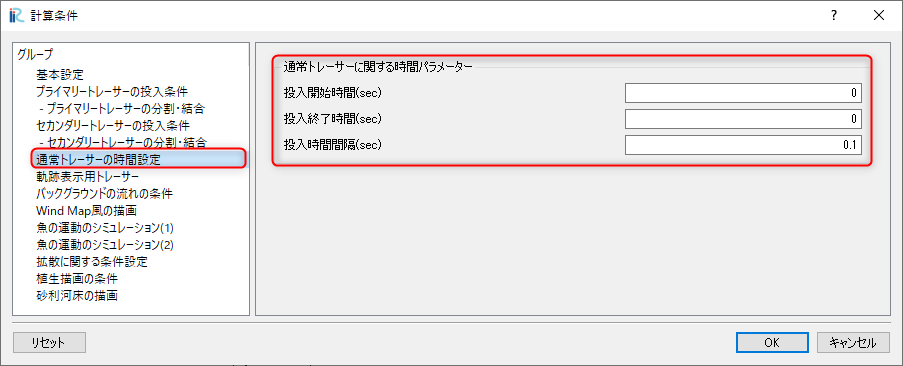 計算条件
グループ
基本設定
プライマリートレーサーの投入条件
- プライマリートレーサーの分割・結合
セカンダリートレーサーの投入条件
- セカンダリートレーサーの分割・結合
通常トレーサーの時間設定
軌跡表示用トレーサー
バックグラウンドの流れの条件
Wind Map風の描画
魚の運動のシミュレーション(1)
魚の運動のシミュレーション(2)
拡散に関する条件設定
植生描画の条件
砂利河床の描画
通常トレーサーに関する時間パラメーター
投入開始時間(sec) 0
投入終了時間(sec) 0
投入時間間隔(sec) 0.1
リセット
OK キャンセル